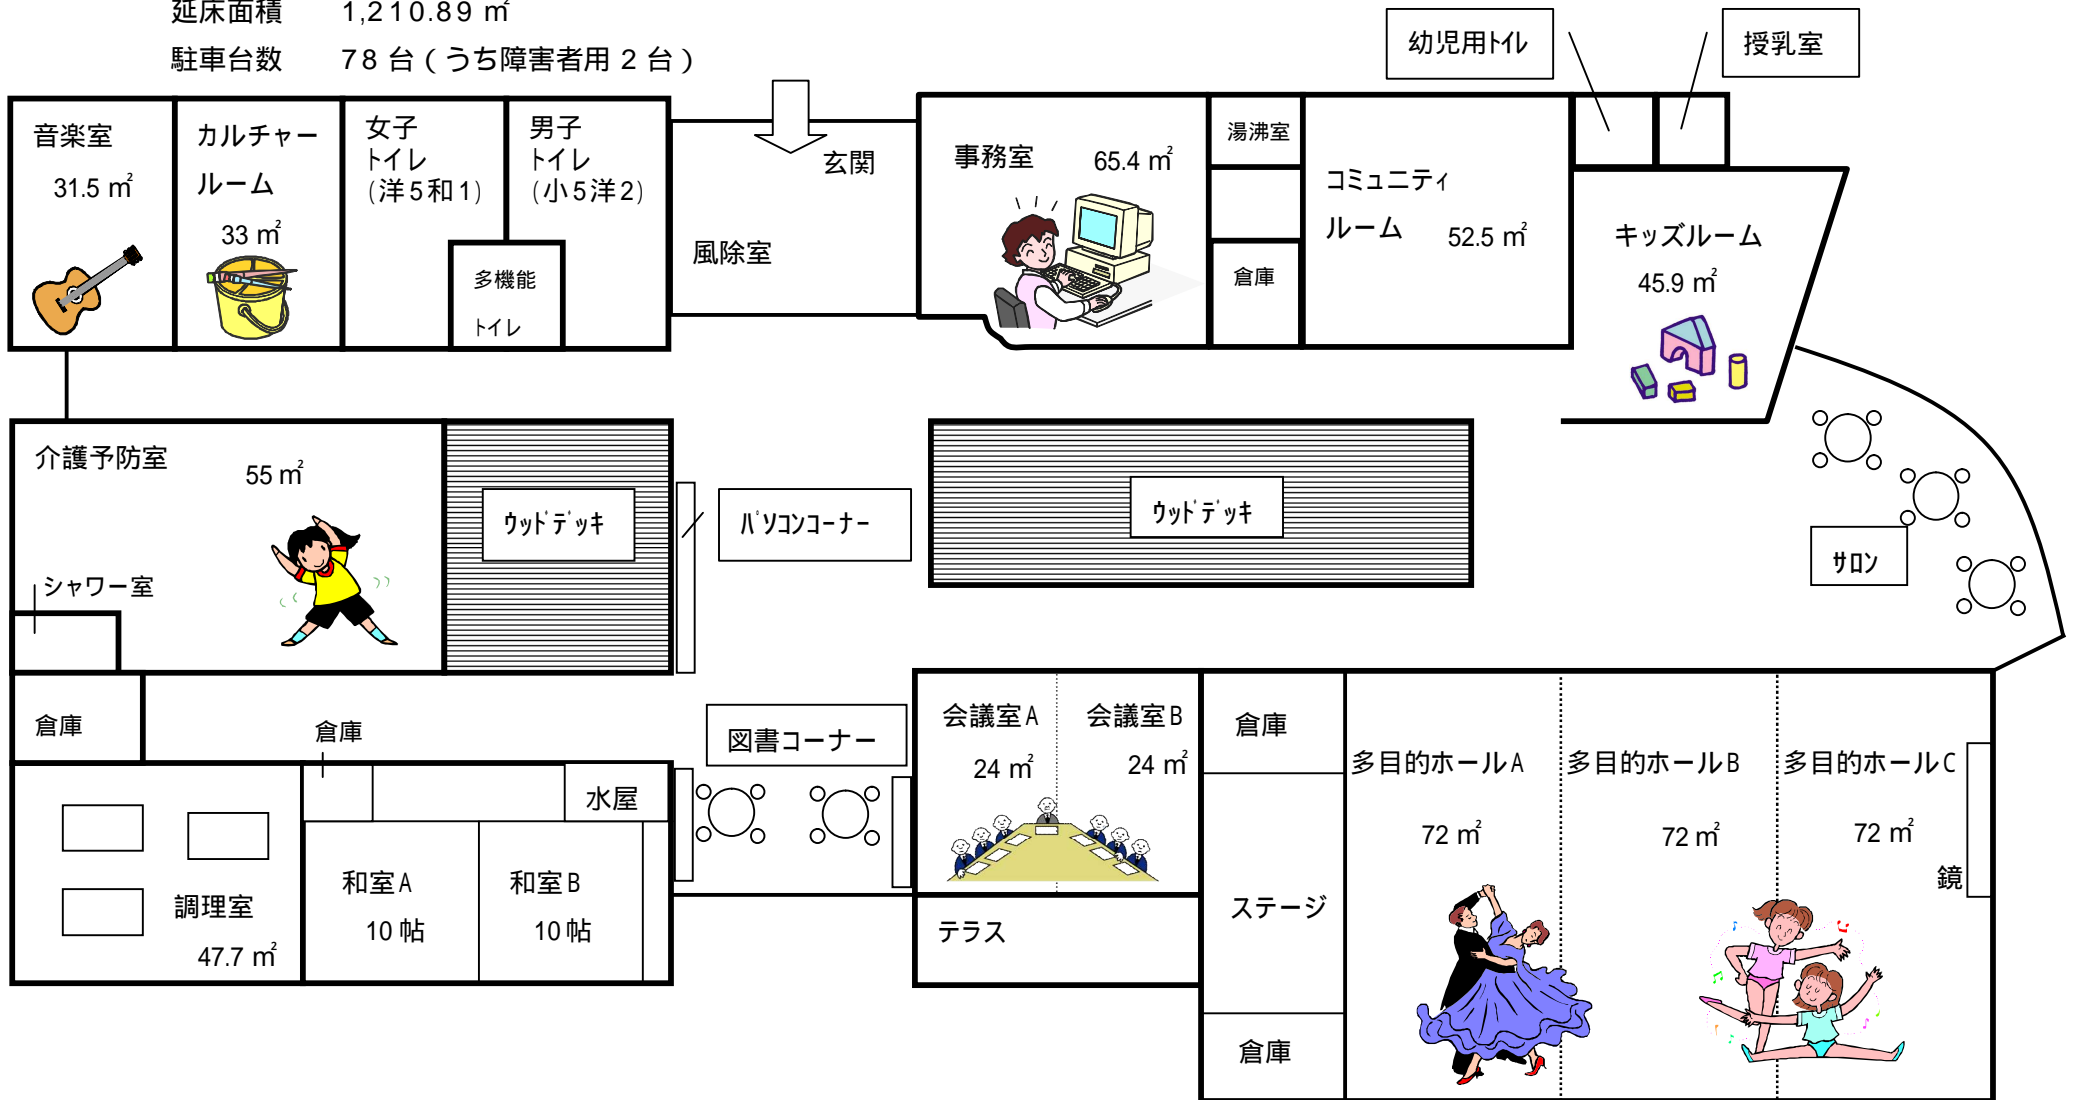 延床面積 1,210.89 ㎡
駐車台数 78台(うち障害者用2台)
幼児用ﾄｲﾚ
授乳室
音楽室
31.5 ㎡
カルチャー
ルーム
33 ㎡
女子
トイレ
(洋5和1)
男子
トイレ
(小5洋2)
多機能
トイレ
玄関
風除室
事務室
65.4 ㎡
湯沸室
倉庫
コミュニティ
ルーム
52.5 ㎡
キッズルーム
45.9 ㎡
介護予防室
55 ㎡
シャワー室
ｳｯﾄﾞﾃﾞｯｷ
ﾊﾟｿｺﾝｺｰﾅｰ
ｳｯﾄﾞﾃﾞｯｷ
ｻﾛﾝ
倉庫
倉庫
水屋
図書コーナー
調理室
47.7 ㎡
和室A
10帖
和室B
10帖
会議室A
24 ㎡
会議室B
24 ㎡
テラス
倉庫
ステージ
倉庫
多目的ホールA
72 ㎡
多目的ホールB
72 ㎡
多目的ホールC
72 ㎡
鏡